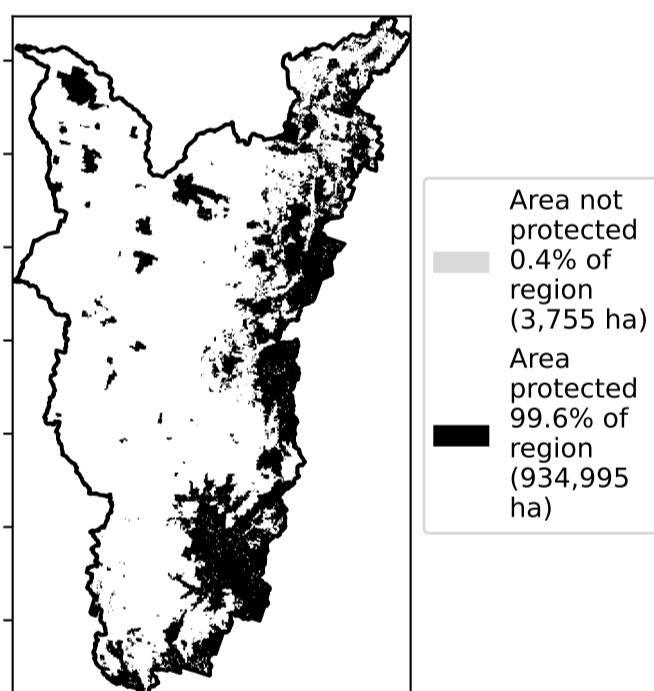 Area not
protected
0.4% of
region
(3,755 ha)
Area
protected
99.6% of
region
(934,995
ha)